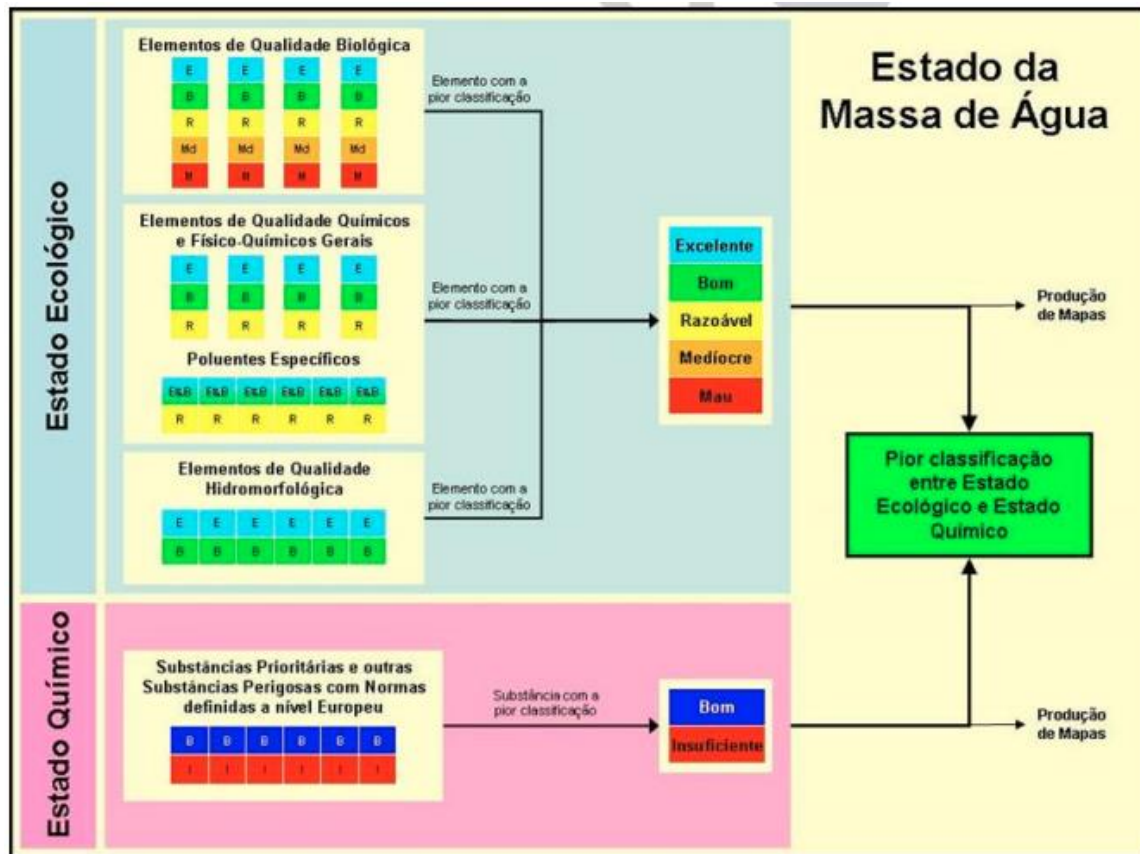 Estado da
Massa de Água
Estado Ecológico
Elementos de Qualidade Biológica
E E E E
B B B B
R R R R
Md Md Md Md
M M M M
Elemento com a
pior classificação
Elementos de Qualidade Químicos
e Físico-Químicos Gerais
E E E E
B B B B
R R R R
Poluentes Específicos
E&B E&B E&B E&B E&B E&B
R R R R R R
Elemento com a
pior classificação
Elementos de Qualidade
Hidromorfológica
E E E E E E
B B B B B B
Elemento com a
pior classificação
Excelente
Bom
Razoável
Medíocre
Mau
Produção
de Mapas
Pior classificação
entre Estado
Ecológico e Estado
Químico
Estado Químico
Substâncias Prioritárias e outras
Substâncias Perigosas com Normas
definidas a nível Europeu
B B B B B B
I I I I I I
Substância com a
pior classificação
Bom
Insuficiente
Produção
de Mapas